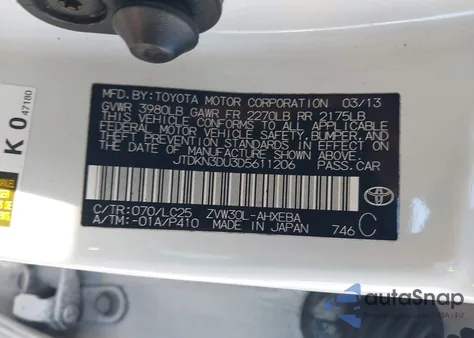 MFD.BY:TOYOTA MOTOR CORPORATION 03/13
GVWR 3980LB GAWR FR 2270LB RR 2175LB
THIS VEHICLE CONFORMS TO ALL APPLICABLE
FEDERAL MOTOR VEHICLE SAFETY, BUMPER, AND
THEFT PREVENTION STANDARDS IN EFFECT ON THE DATE
OF MANUFACTURE SHOWN ABOVE.
JTDKN3DU3D5611206 PASS.CAR
C/TR:070/LC25 ZVW30L-AHXEBA
A/TM:-01A/P410 MADE IN JAPAN 746 C
K 0 47180
autaSnap